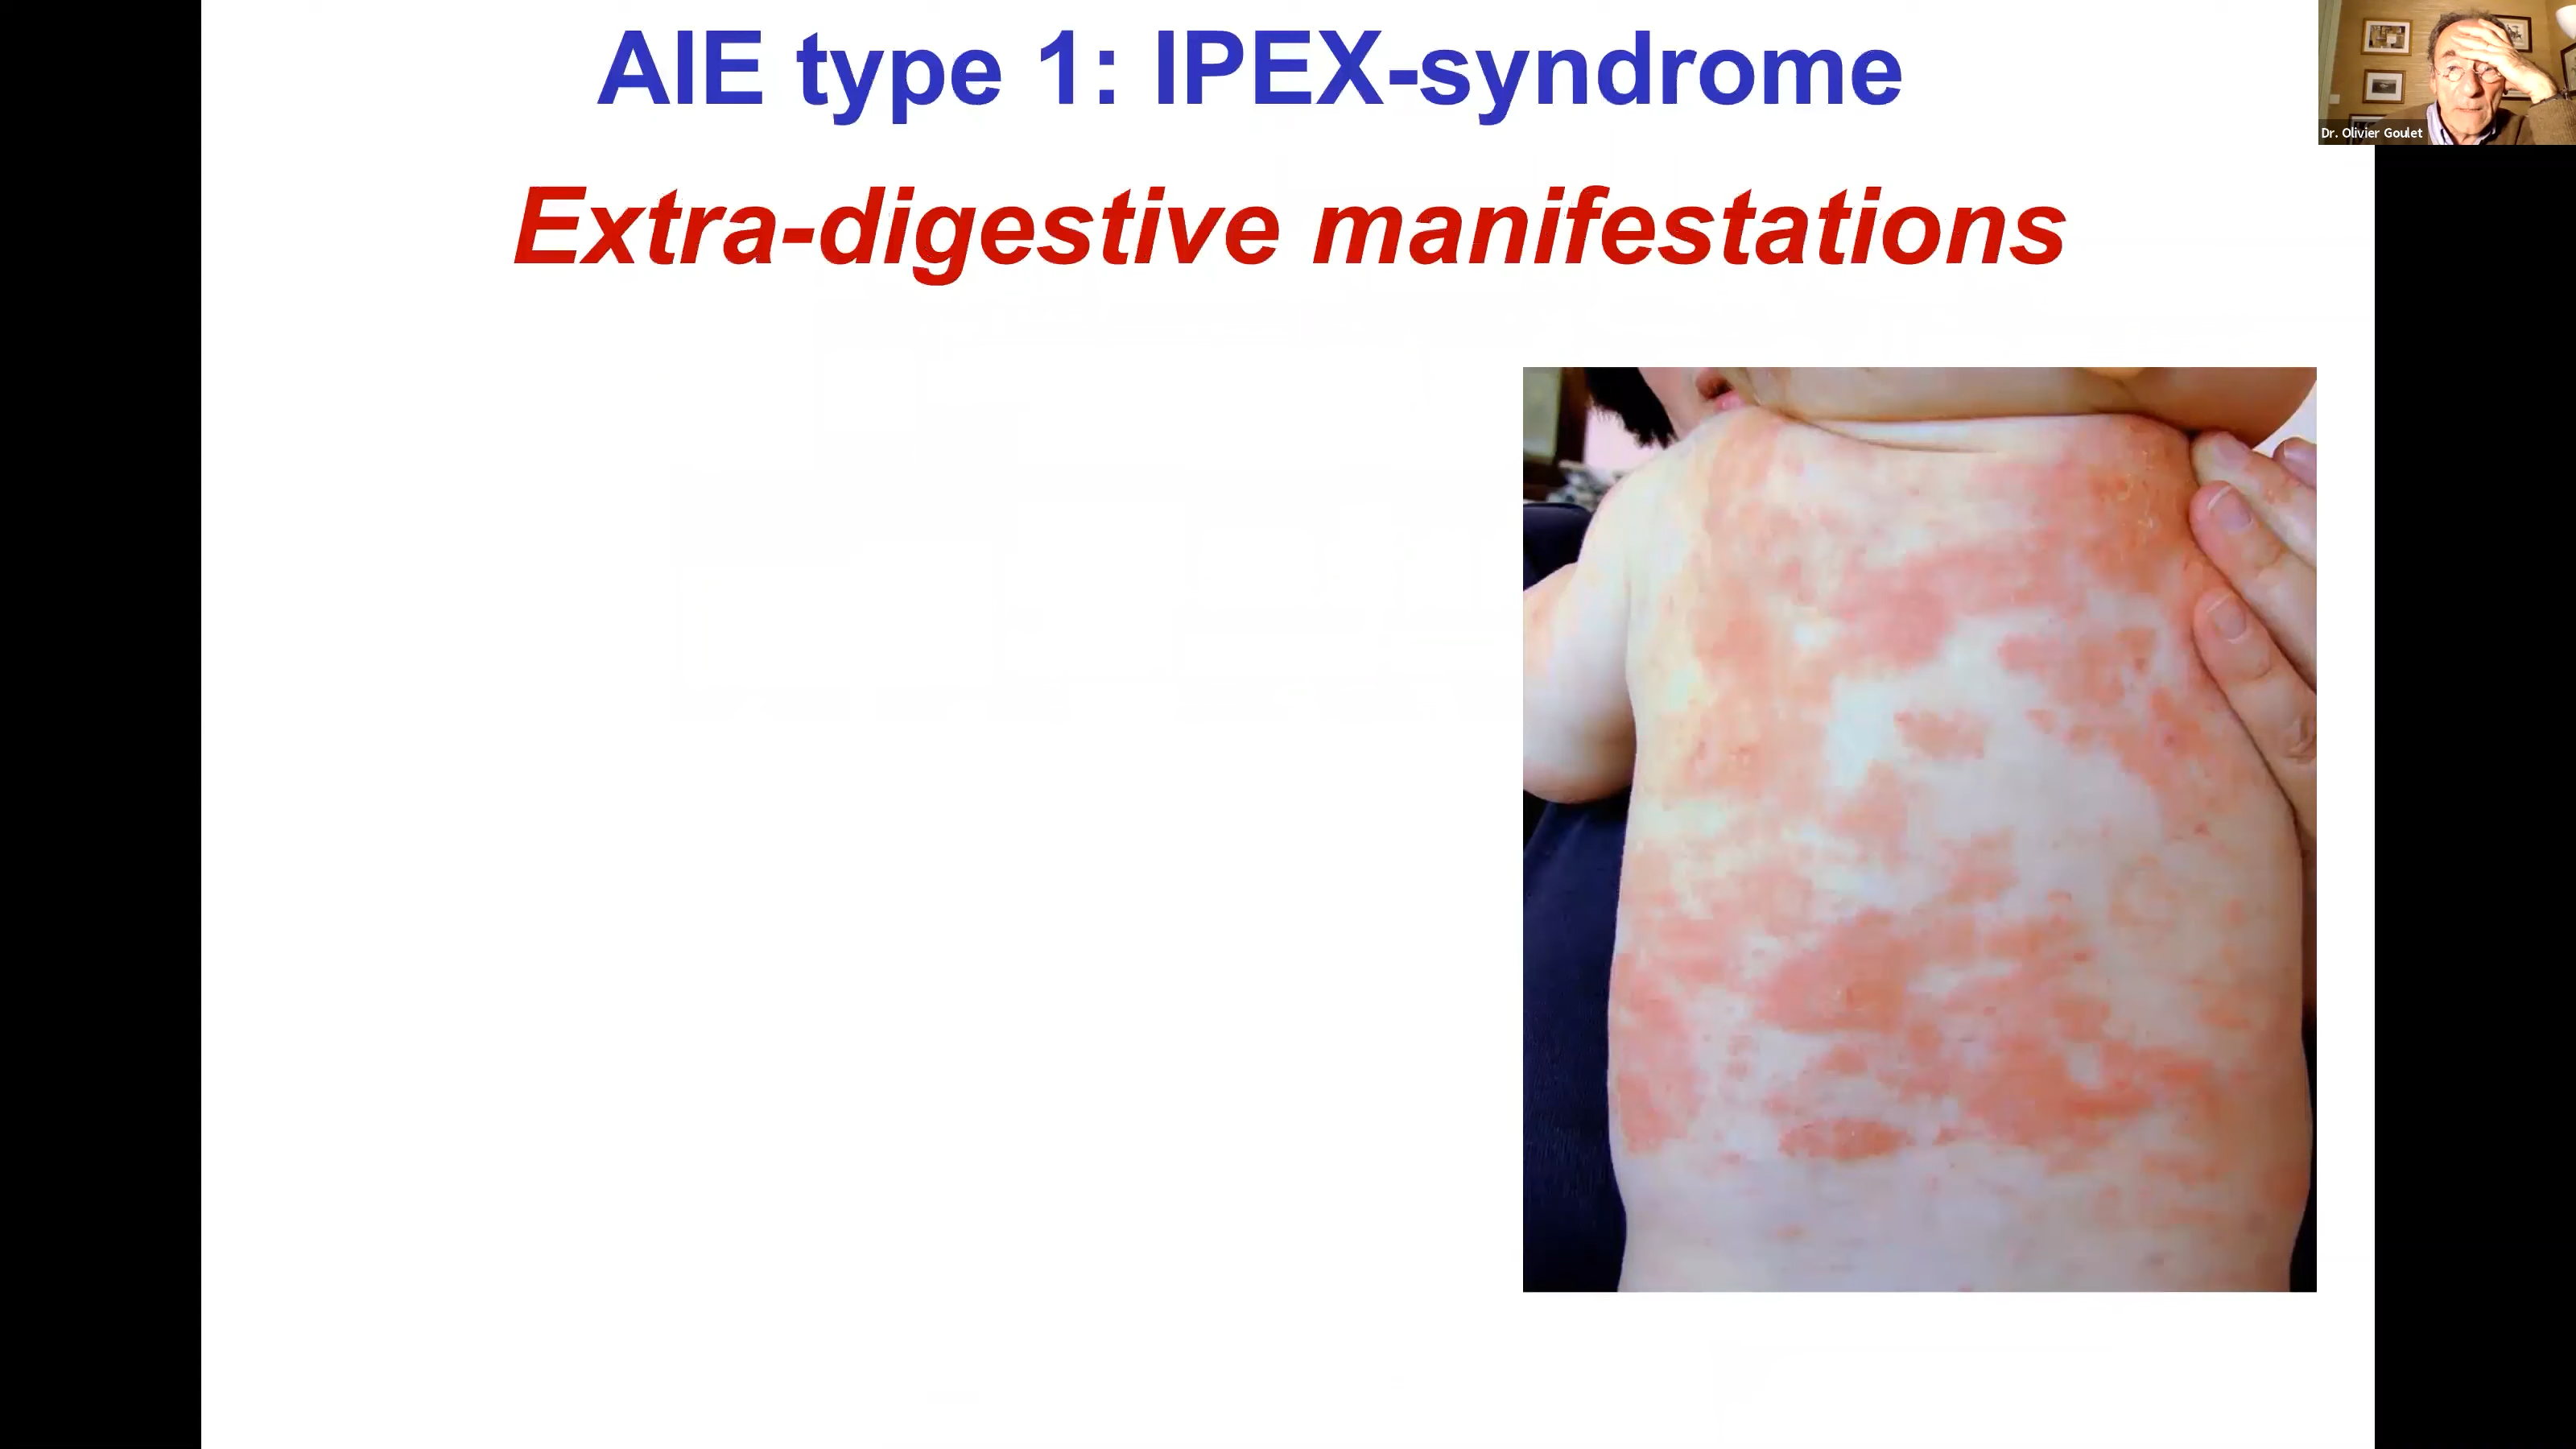 AIE type 1: IPEX-syndrome
Extra-digestive manifestations
Dr. Olivier Goulet